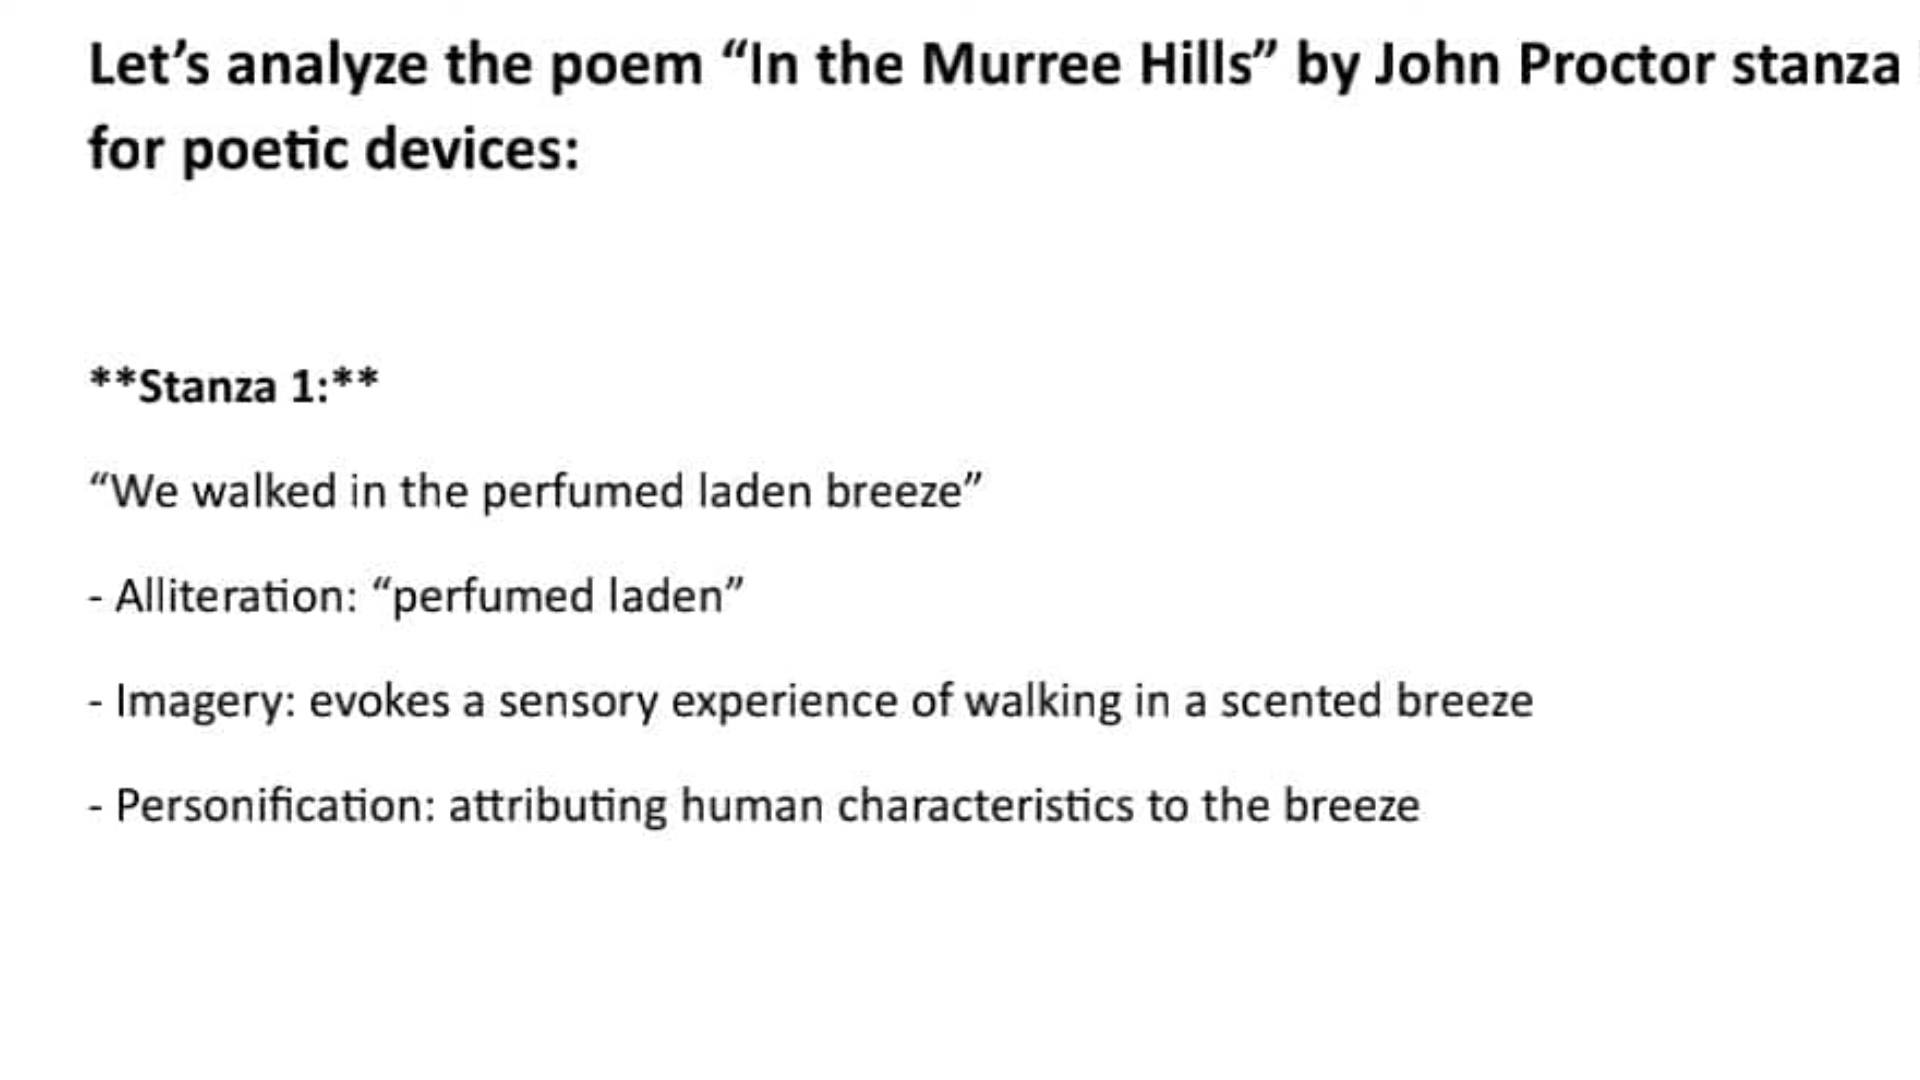 Let’s analyze the poem “In the Murree Hills” by John Proctor stanza
for poetic devices:
**Stanza 1:**
“We walked in the perfumed laden breeze”
- Alliteration: “perfumed laden”
- Imagery: evokes a sensory experience of walking in a scented breeze
- Personification: attributing human characteristics to the breeze